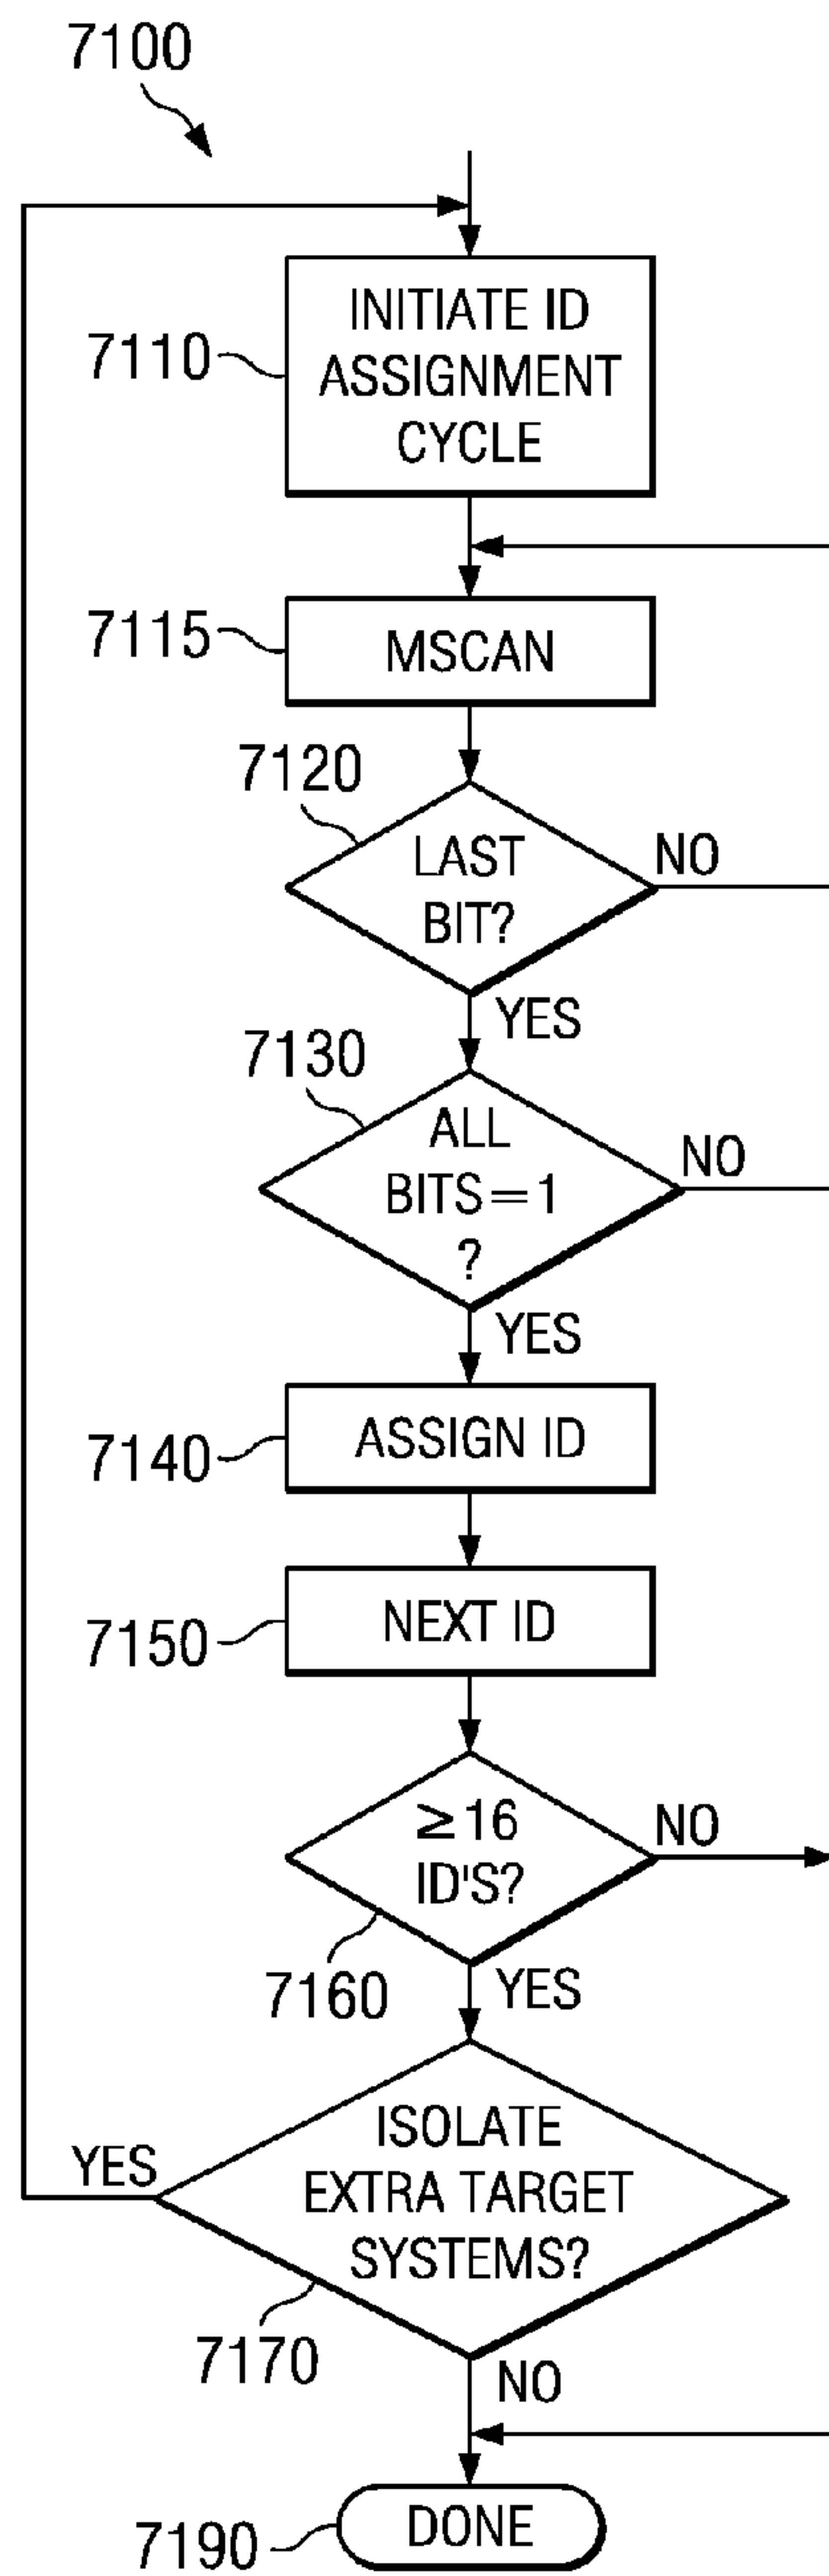 7100
INITIATE ID
ASSIGNMENT
CYCLE
7110
MSCAN
7115
7120
LAST
BIT?
NO
YES
7130
ALL
BITS=1
?
NO
YES
ASSIGN ID
7140
NEXT ID
7150
≥16
ID'S?
NO
7160
YES
ISOLATE
EXTRA TARGET
SYSTEMS?
YES
7170
NO
DONE
7190